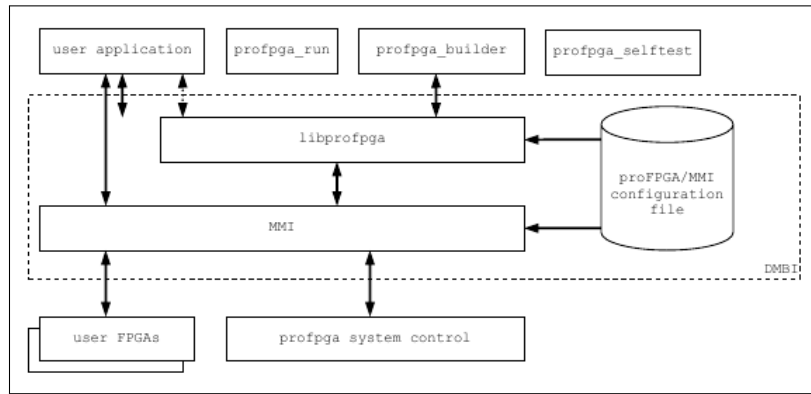 user application
profpga_run
profpga_builder
profpga_selftest
libprofpga
proFPGA/MMI
configuration
file
MMI
DMBI
user FPGAs
profpga system control